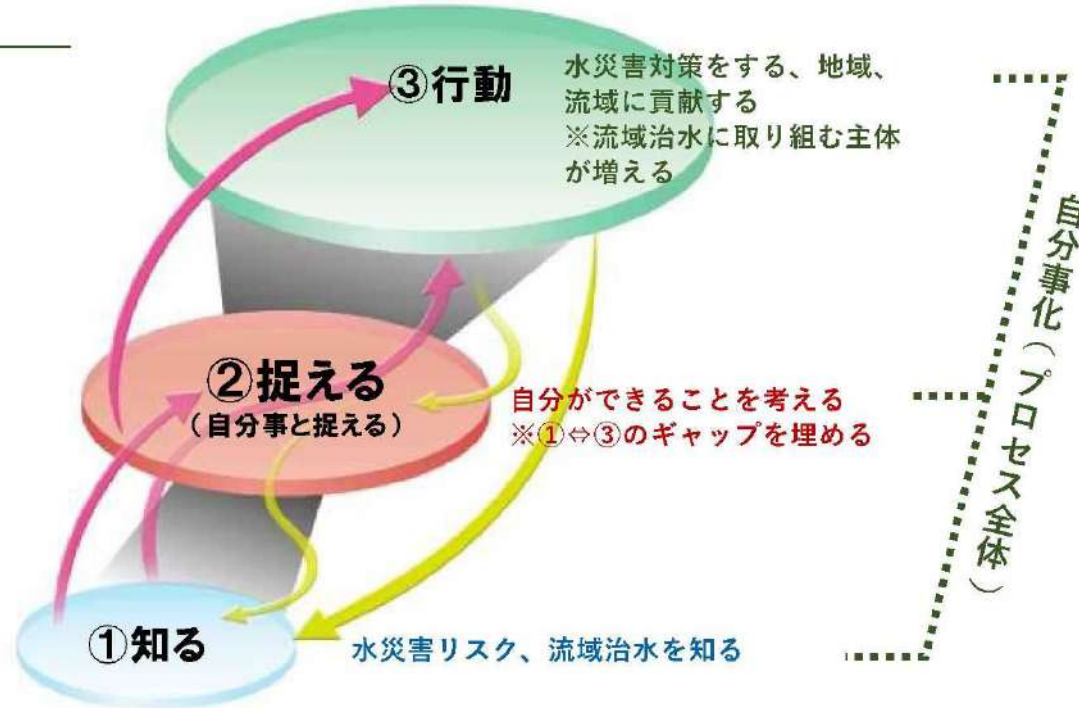 ③行動
水災害対策をする、地域、
流域に貢献する
※流域治水に取り組む主体
が増える
②捉える
（自分事と捉える）
自分ができることを考える
※①⇔③のギャップを埋める
①知る
水災害リスク、流域治水を知る
自分事化（プロセス全体）